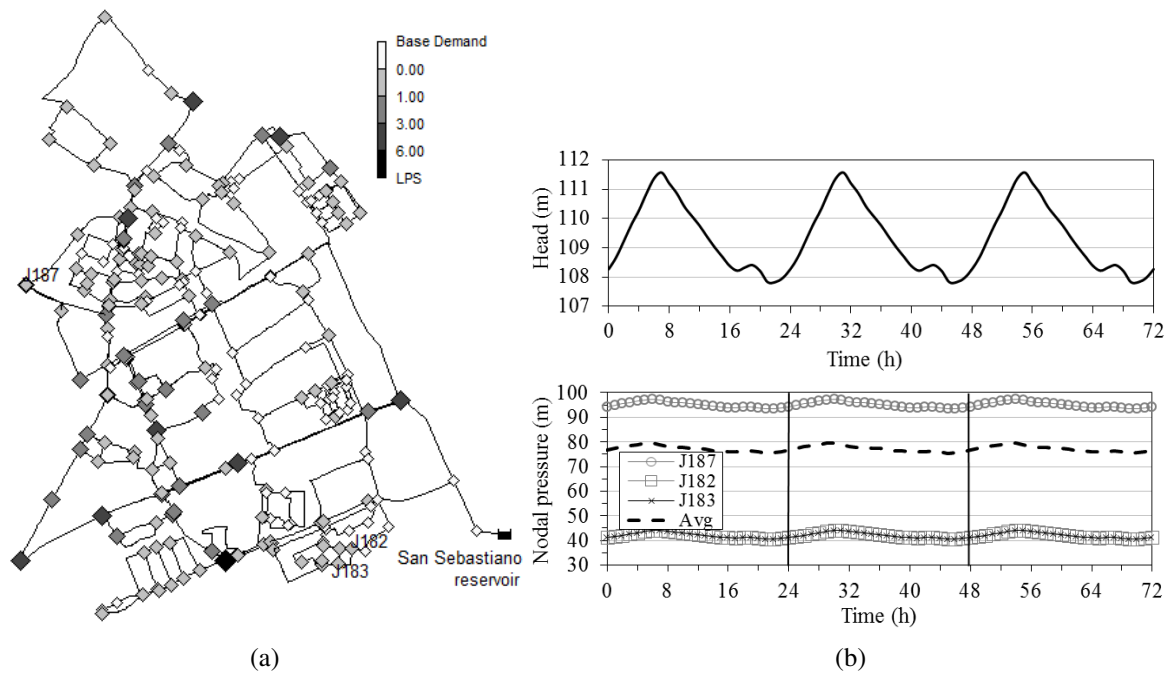 Base Demand
0.00
1.00
3.00
6.00
LPS
J187
J182
J183
San Sebastiano
reservoir
(a)
Head (m)
112
111
110
109
108
107
0 8 16 24 32 40 48 56 64 72
Time (h)
Nodal pressure (m)
100
90
80
70
60
50
40
30
J187
J182
J183
Avg
0 8 16 24 32 40 48 56 64 72
Time (h)
(b)